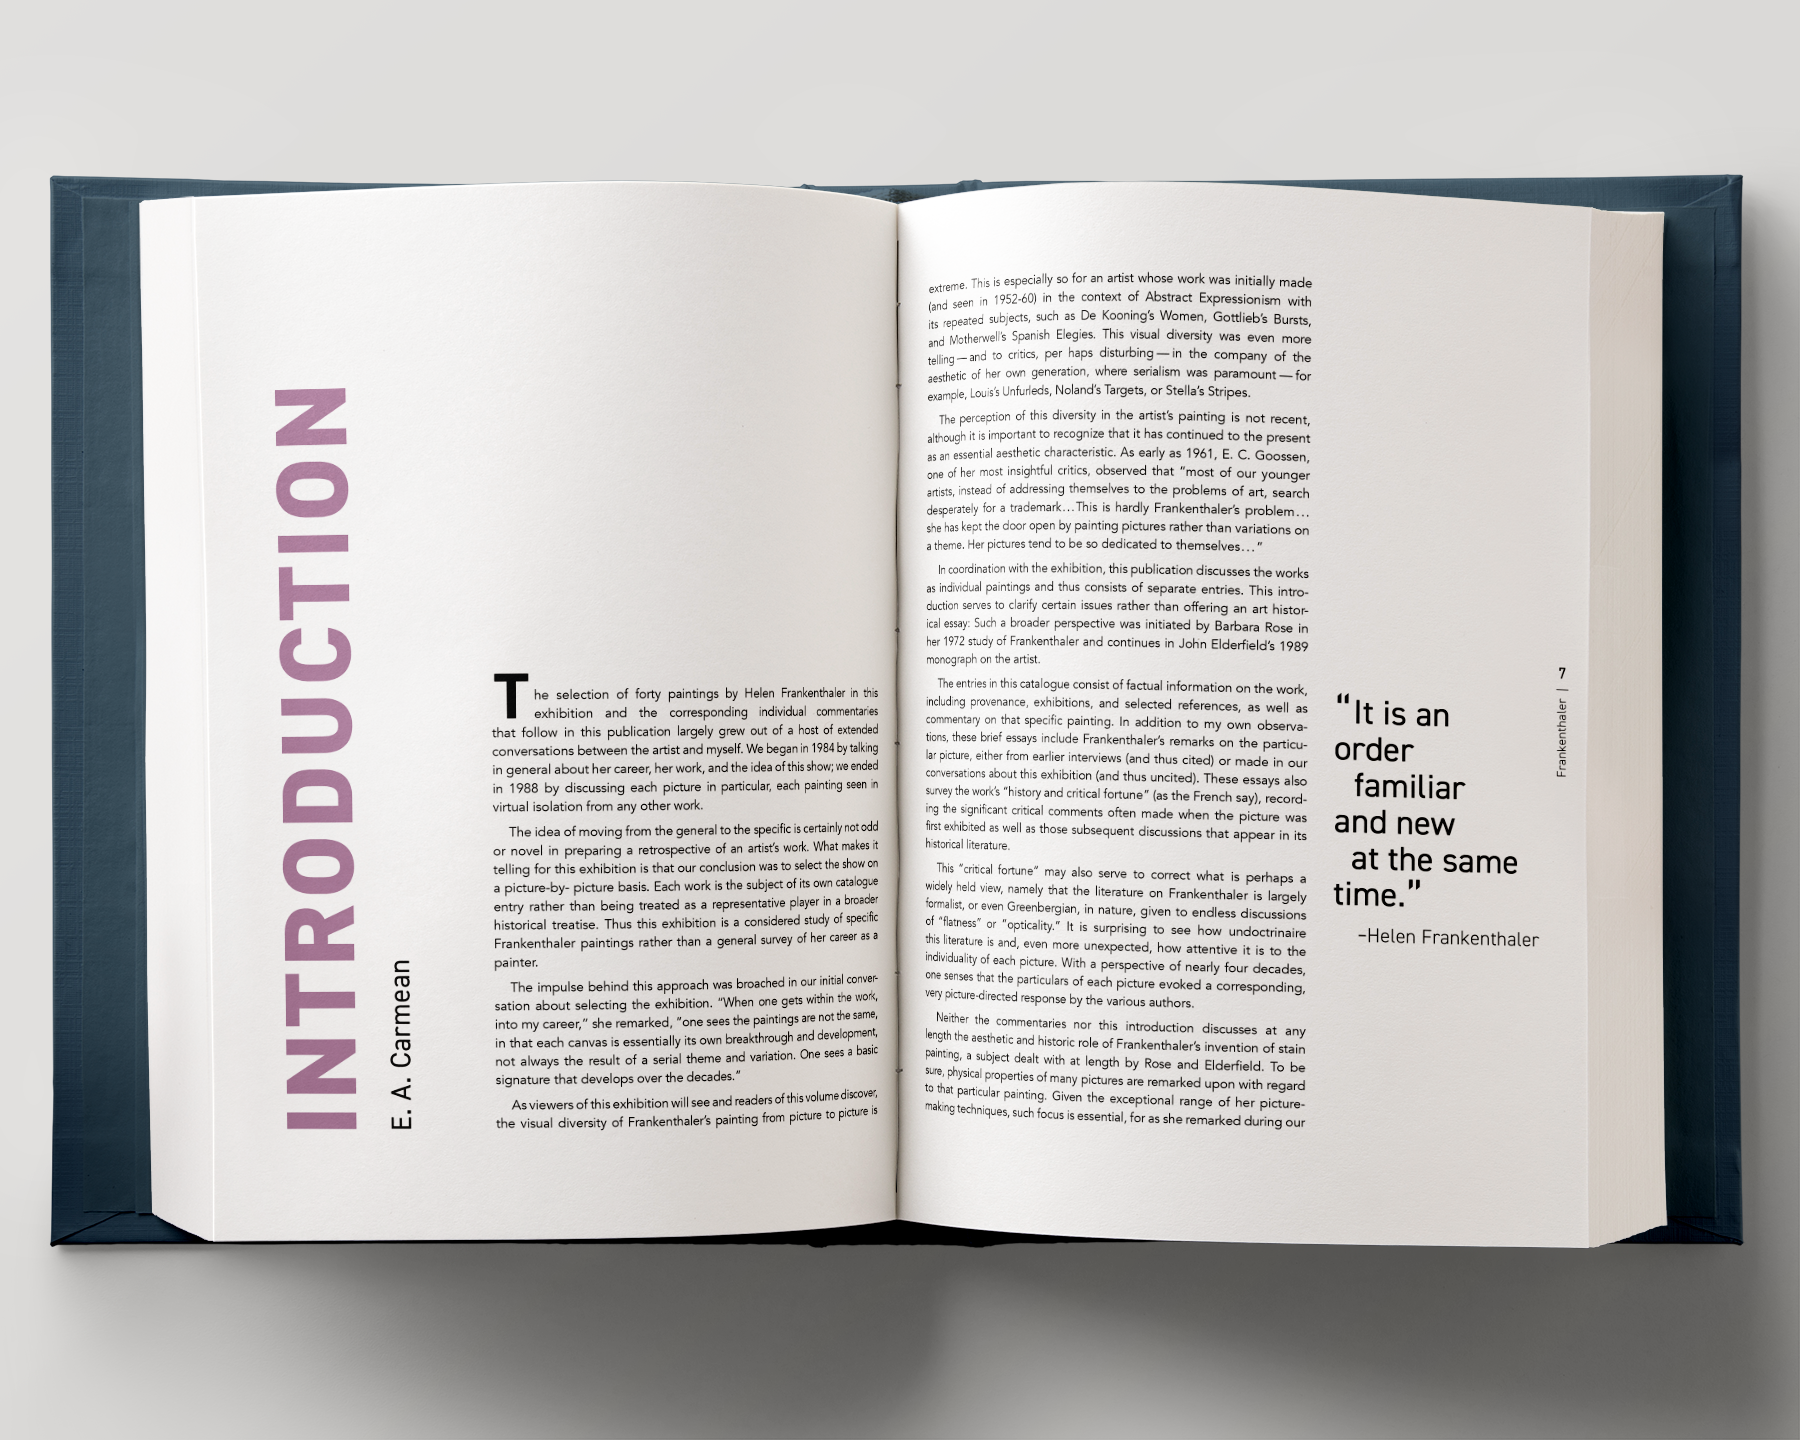 INTRODUCTION
E. A. Carmean
The selection of forty paintings by Helen Frankenthaler in this
exhibition and the corresponding individual commentaries
that follow in this publication largely grew out of a host of extended
conversations between the artist and myself. We began in 1984 by talking
in general about her career, her work, and the idea of this show; we ended
in 1988 by discussing each picture in particular, each painting seen in
virtual isolation from any other work.
The idea of moving from the general to the specific is certainly not odd
or novel in preparing a retrospective of an artist's work. What makes it
telling for this exhibition is that our conclusion was to select the show on
a picture-by- picture basis. Each work is the subject of its own catalogue
entry rather than being treated as a representative player in a broader
historical treatise. Thus this exhibition is a considered study of specific
Frankenthaler paintings rather than a general survey of her career as a
painter.
The impulse behind this approach was broached in our initial conver-
sation about selecting the exhibition. "When one gets within the work,
into my career," she remarked, "one sees the paintings are not the same,
in that each canvas is essentially its own breakthrough and development,
not always the result of a serial theme and variation. One sees a basic
signature that develops over the decades."
As viewers of this exhibition will see and readers of this volume discover,
the visual diversity of Frankenthaler's painting from picture to picture is
extreme. This is especially so for an artist whose work was initially made
(and seen in 1952-60) in the context of Abstract Expressionism with
its repeated subjects, such as De Kooning's Women, Gottlieb's Bursts,
and Motherwell's Spanish Elegies. This visual diversity was even more
telling — and to critics, per haps disturbing — in the company of the
aesthetic of her own generation, where serialism was paramount — for
example, Louis's Unfurleds, Noland's Targets, or Stella's Stripes.
The perception of this diversity in the artist's painting is not recent,
although it is important to recognize that it has continued to the present
as an essential aesthetic characteristic. As early as 1961, E. C. Goossen,
one of her most insightful critics, observed that "most of our younger
artists, instead of addressing themselves to the problems of art, search
desperately for a trademark...This is hardly Frankenthaler's problem...
she has kept the door open by painting pictures rather than variations on
a theme. Her pictures tend to be so dedicated to themselves..."
In coordination with the exhibition, this publication discusses the works
as individual paintings and thus consists of separate entries. This intro-
duction serves to clarify certain issues rather than offering an art histor-
ical essay: Such a broader perspective was initiated by Barbara Rose in
her 1972 study of Frankenthaler and continues in John Elderfield's 1989
monograph on the artist.
The entries in this catalogue consist of factual information on the work,
including provenance, exhibitions, and selected references, as well as
commentary on that specific painting. In addition to my own observa-
tions, these brief essays include Frankenthaler's remarks on the particu-
lar picture, either from earlier interviews (and thus cited) or made in our
conversations about this exhibition (and thus uncited). These essays also
survey the work's "history and critical fortune" (as the French say), record-
ing the significant critical comments often made when the picture was
first exhibited as well as those subsequent discussions that appear in its
historical literature.
This "critical fortune" may also serve to correct what is perhaps a
widely held view, namely that the literature on Frankenthaler is largely
formalist, or even Greenbergian, in nature, given to endless discussions
of "flatness" or "opticality." It is surprising to see how undoctrinaire
this literature is and, even more unexpected, how attentive it is to the
individuality of each picture. With a perspective of nearly four decades,
one senses that the particulars of each picture evoked a corresponding,
very picture-directed response by the various authors.
Neither the commentaries nor this introduction discusses at any
length the aesthetic and historic role of Frankenthaler's invention of stain
painting, a subject dealt with at length by Rose and Elderfield. To be
sure, physical properties of many pictures are remarked upon with regard
to that particular painting. Given the exceptional range of her picture-
making techniques, such focus is essential, for as she remarked during our
"It is an
order
familiar
and new
at the same
time."
–Helen Frankenthaler
Frankenthaler | 7